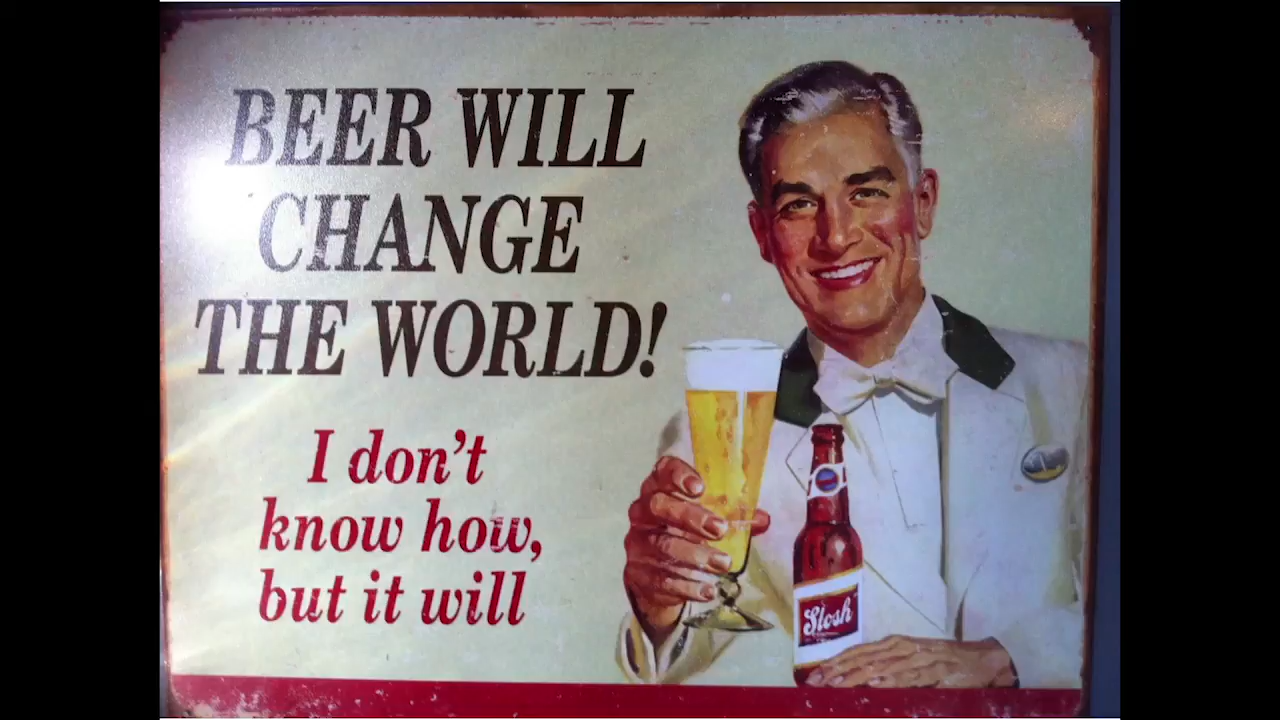 BEER WILL
CHANGE
THE WORLD!
I don't
know how,
but it will
Slosh